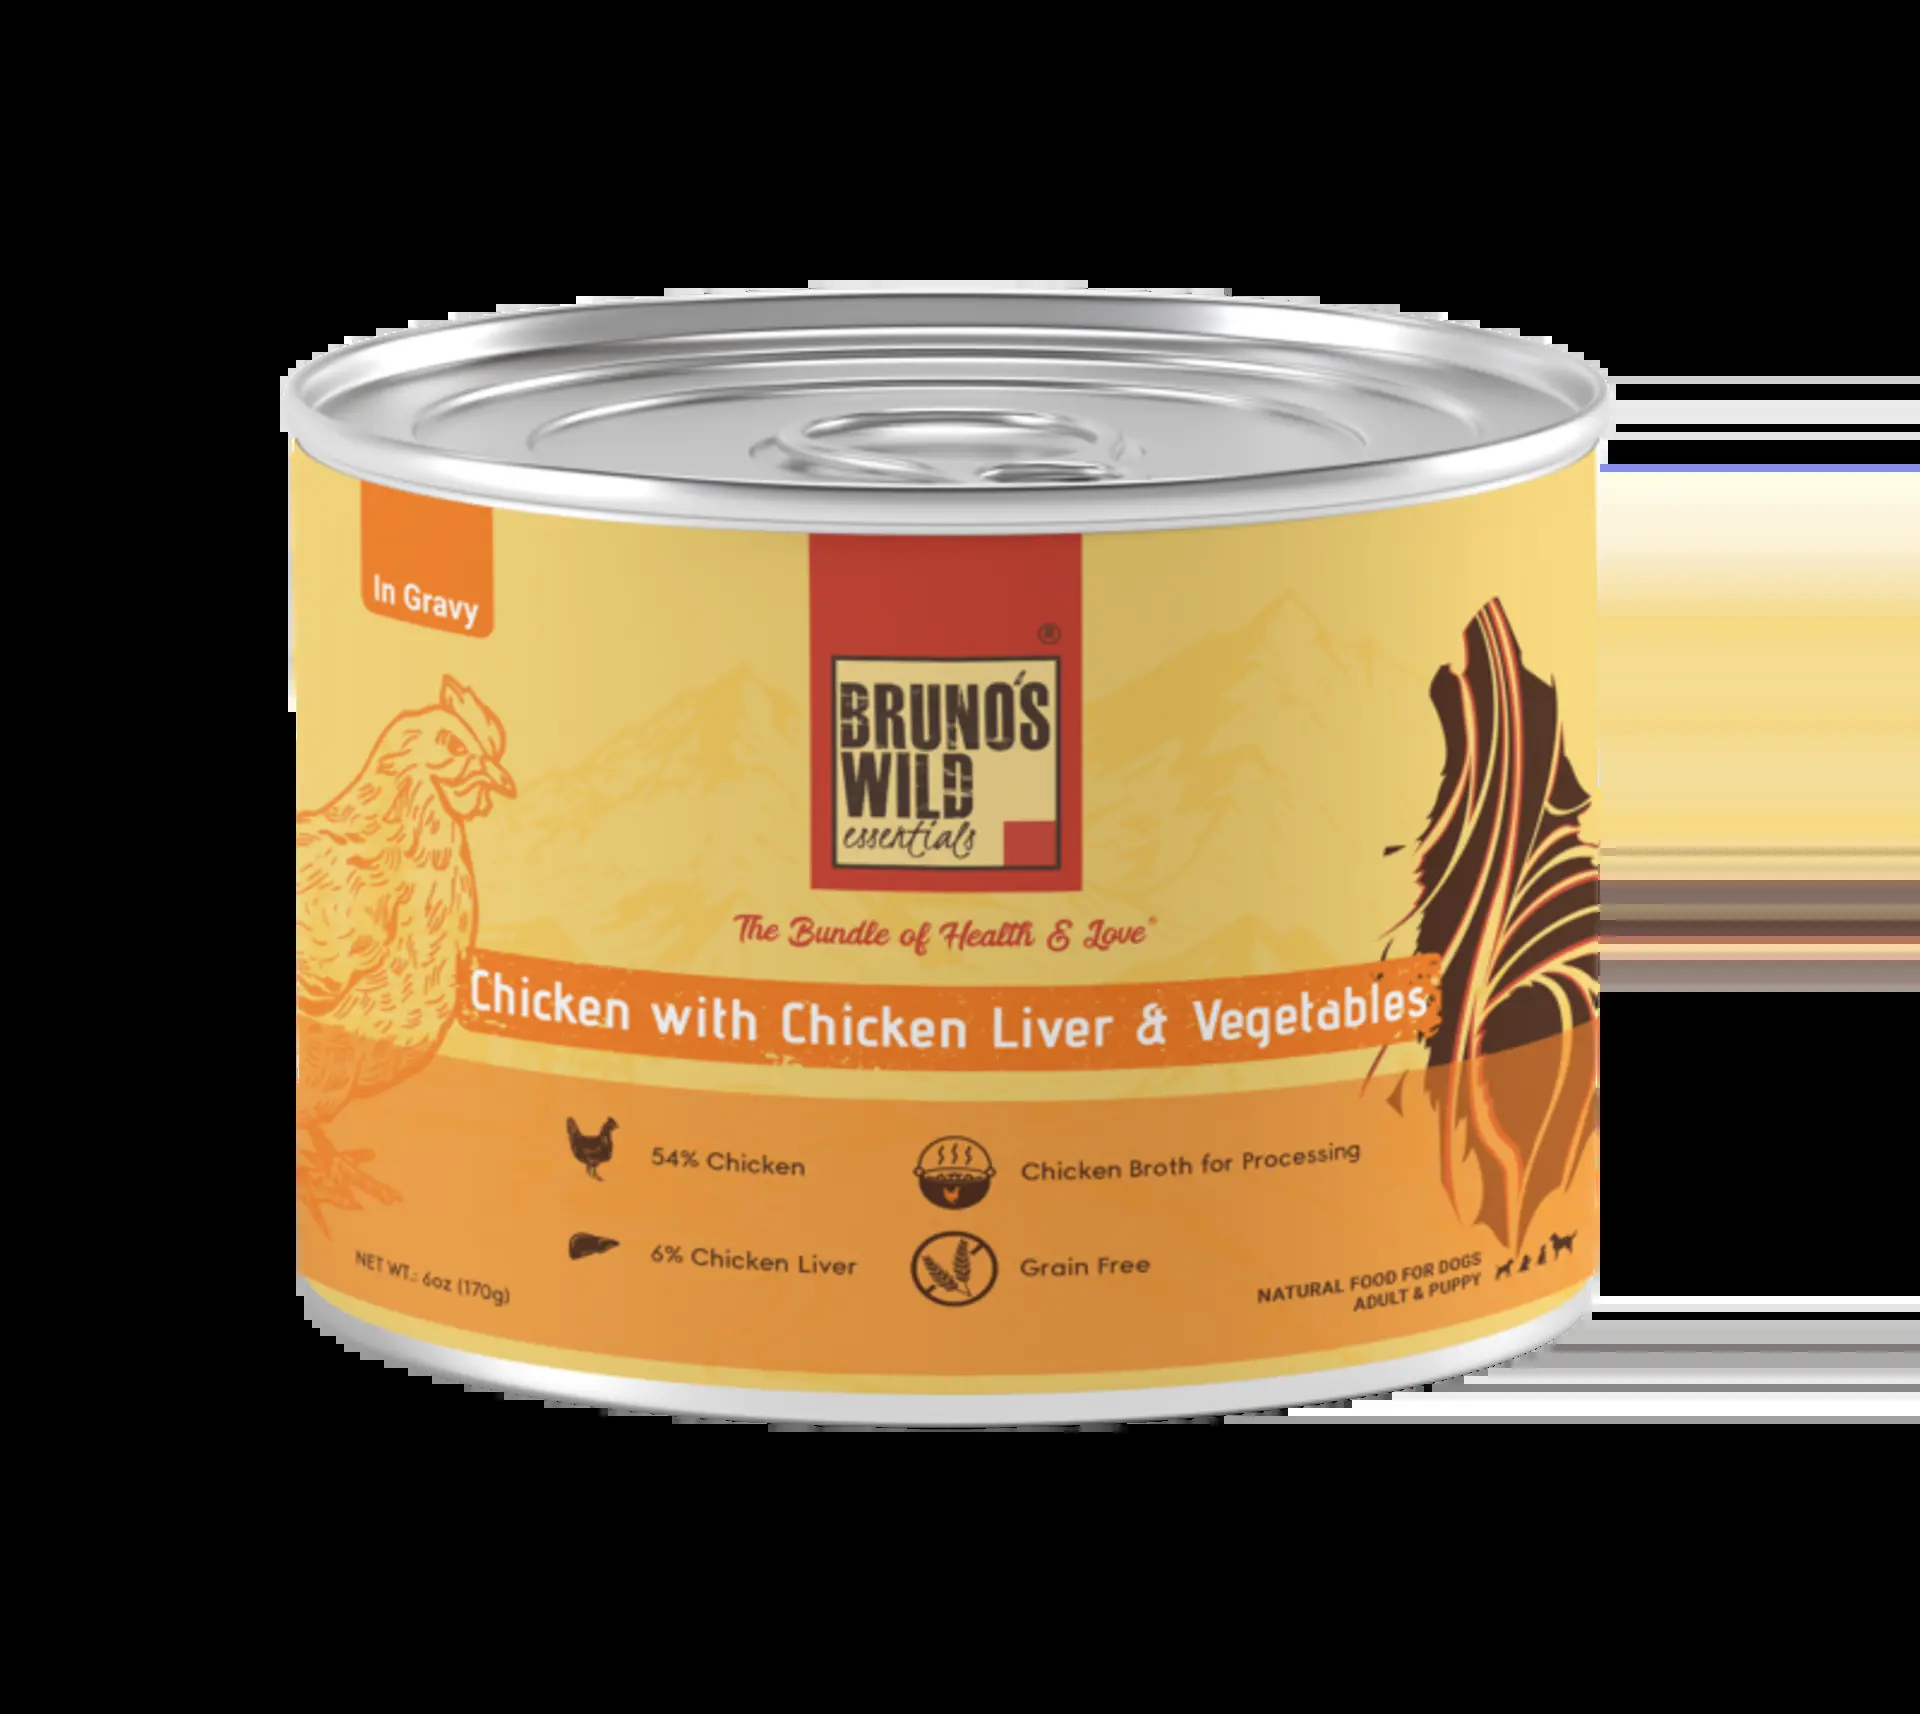 In Gravy
®
BRUNO'S
WILD
essentials
The Bundle of Health & Love®
Chicken with Chicken Liver & Vegetables
54% Chicken
Chicken Broth for Processing
6% Chicken Liver
Grain Free
NET WT.: 6oz (170g)
NATURAL FOOD FOR DOGS
ADULT & PUPPY